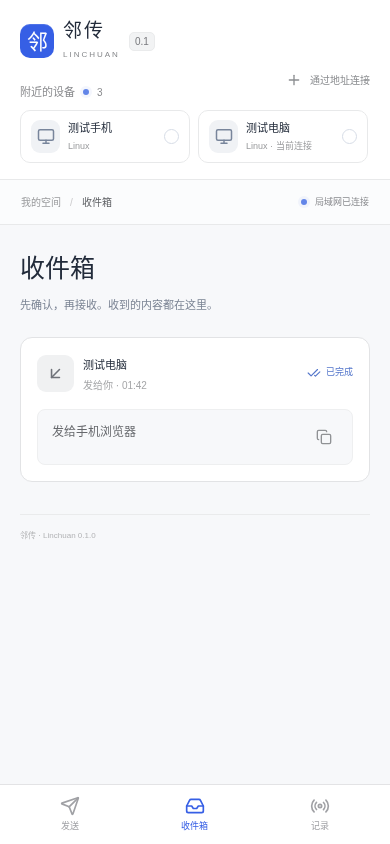 邻
邻传
LINCHUAN
0.1
通过地址连接
附近的设备 3
测试手机
Linux
测试电脑
Linux · 当前连接
我的空间 / 收件箱
局域网已连接
收件箱
先确认，再接收。收到的内容都在这里。
测试电脑
发给你 · 01:42
已完成
发给手机浏览器
邻传 · Linchuan 0.1.0
发送
收件箱
记录